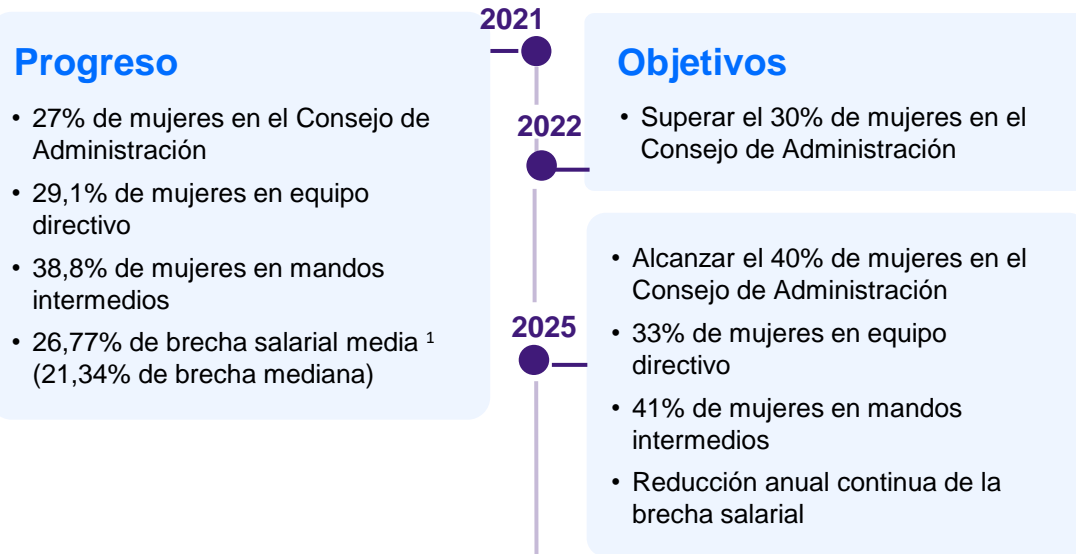 2021
Progreso
• 27% de mujeres en el Consejo de
Administración
• 29,1% de mujeres en equipo
directivo
• 38,8% de mujeres en mandos
intermedios
• 26,77% de brecha salarial media ¹
(21,34% de brecha mediana)
Objetivos
2022
• Superar el 30% de mujeres en el
Consejo de Administración
2025
• Alcanzar el 40% de mujeres en el
Consejo de Administración
• 33% de mujeres en equipo
directivo
• 41% de mujeres en mandos
intermedios
• Reducción anual continua de la
brecha salarial